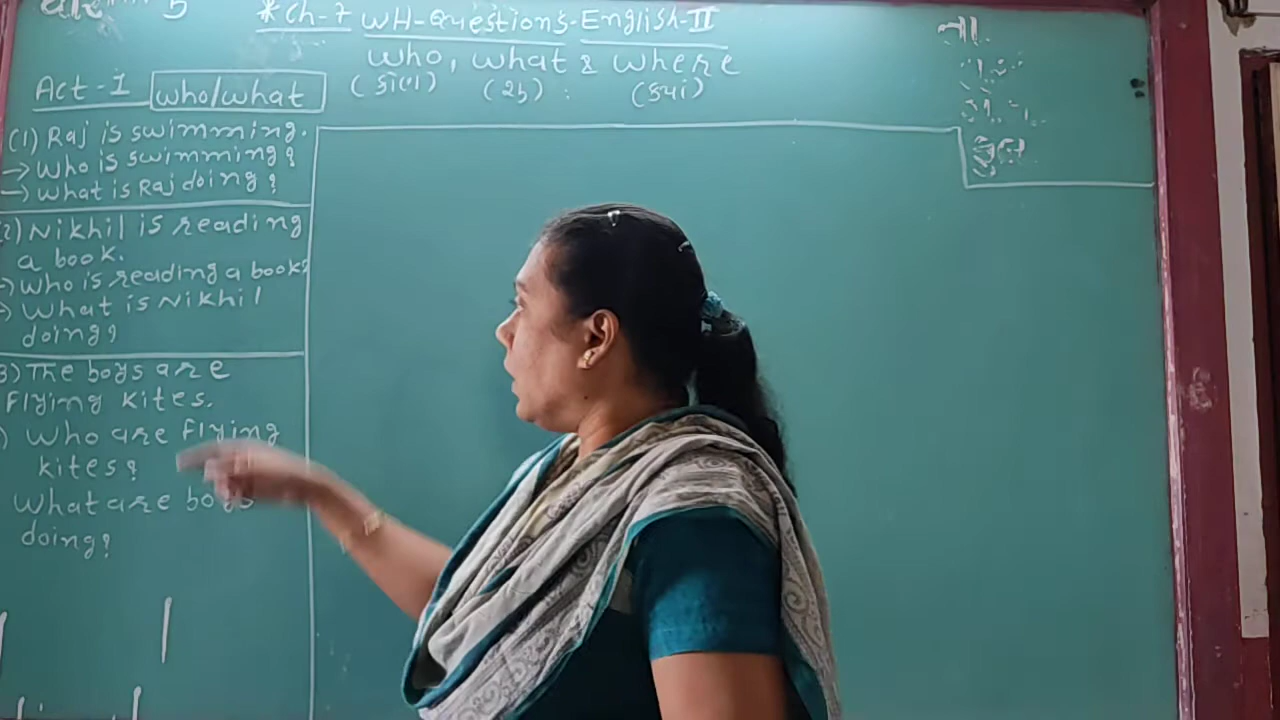 5
* Ch-7 WH-Questions-English-II
Who, what & where
Act-1 who/what
(1) Raj is swimming.
→ Who is swimming?
→ What is Raj doing?
2) Nikhil is reading
a book.
→ Who is reading a book?
→ What is Nikhil
doing?
3) The boys are
Flying kites.
) Who are flying
kites?
What are boys
doing?